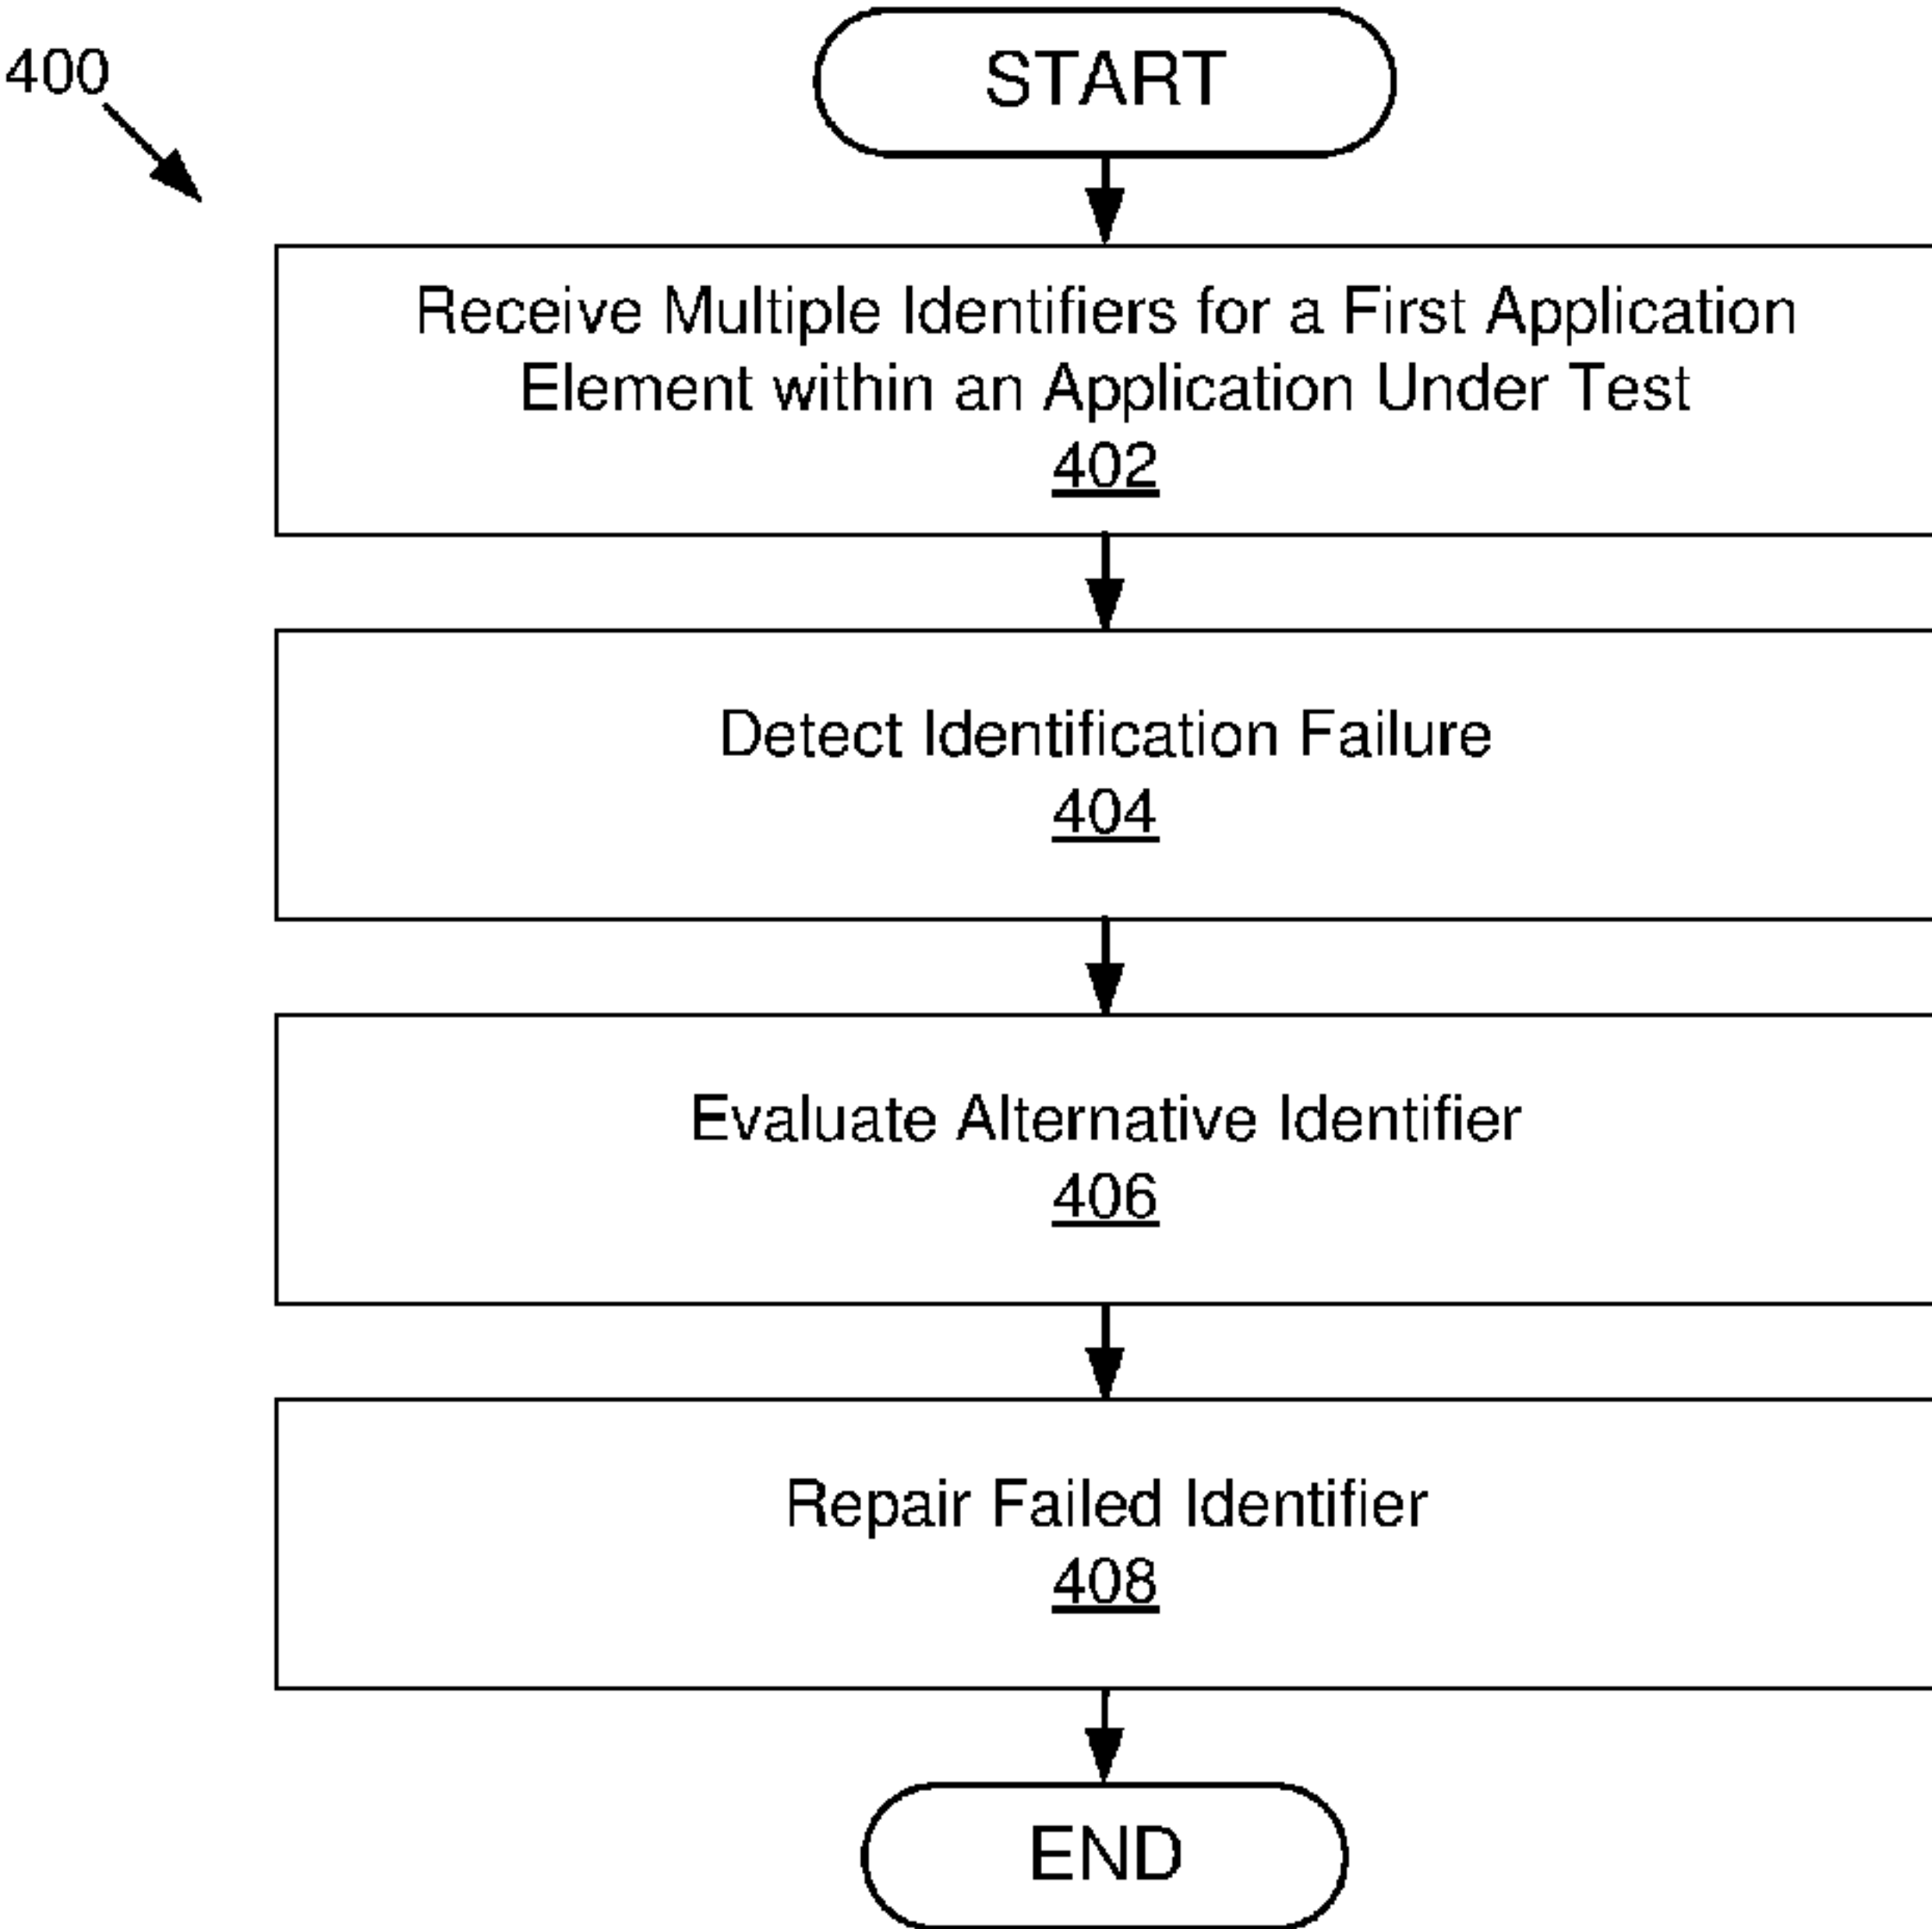 400
START
Receive Multiple Identifiers for a First Application
Element within an Application Under Test
402
Detect Identification Failure
404
Evaluate Alternative Identifier
406
Repair Failed Identifier
408
END